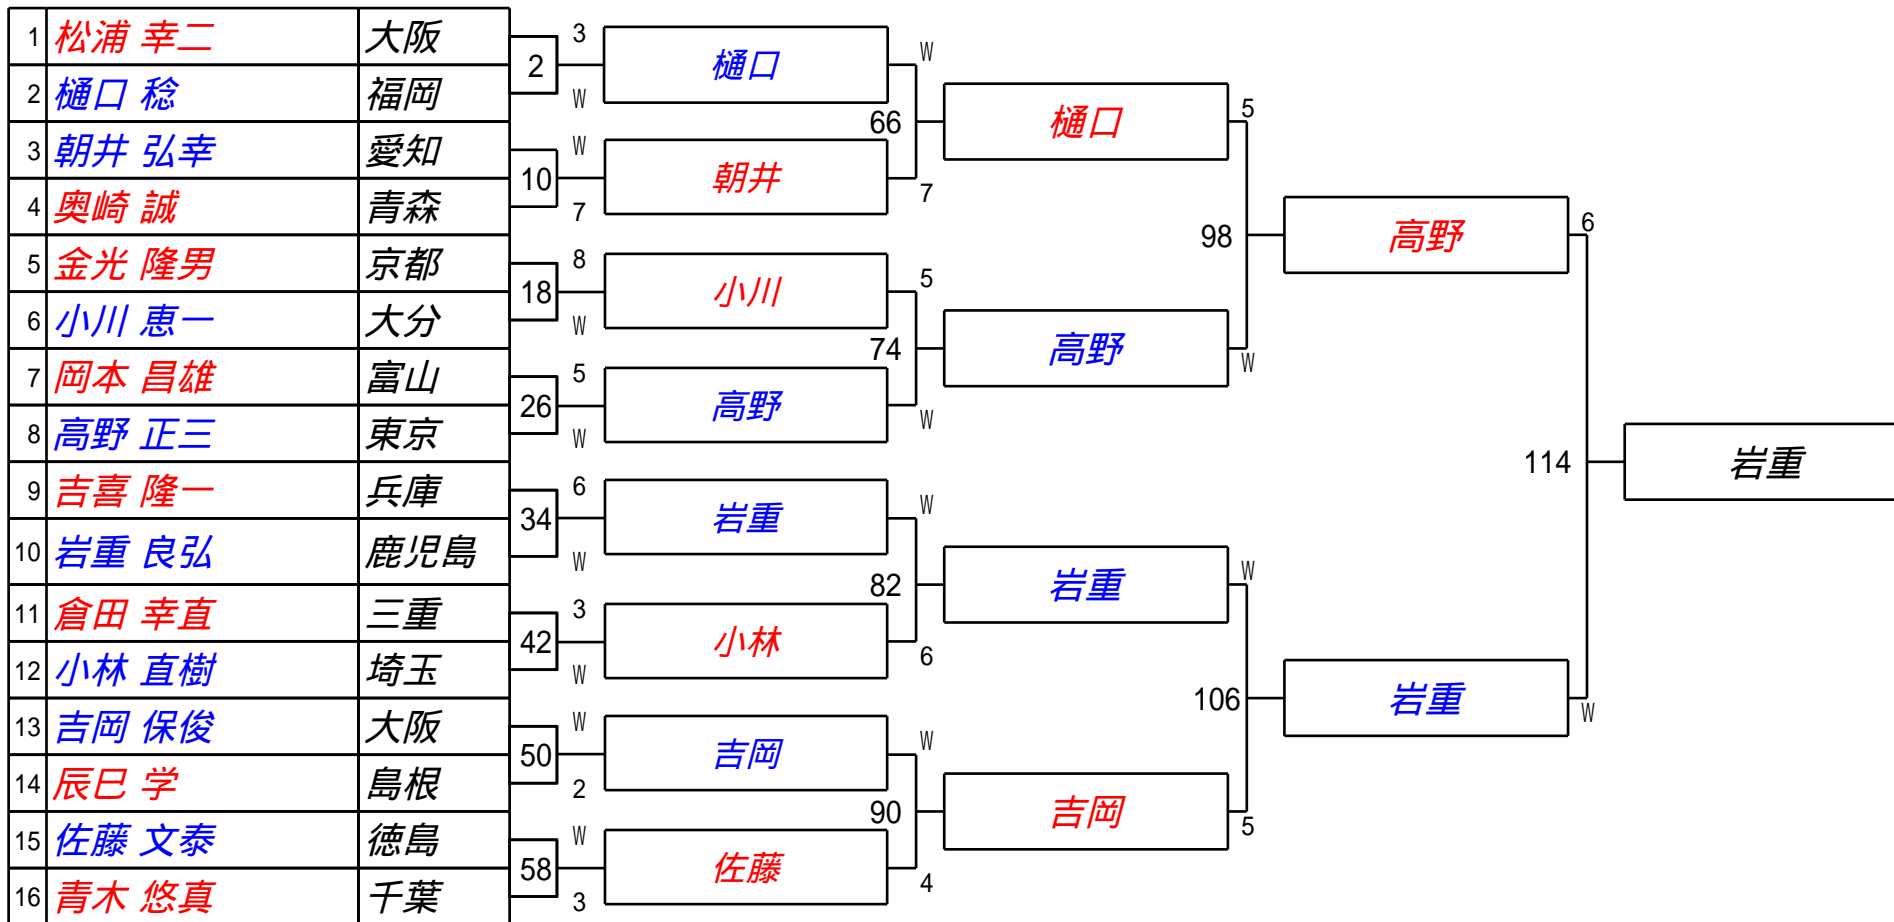 1 松浦 幸二 大阪
2 樋口 稔 福岡
3 朝井 弘幸 愛知
4 奥崎 誠 青森
5 金光 隆男 京都
6 小川 恵一 大分
7 岡本 昌雄 富山
8 高野 正三 東京
9 吉喜 隆一 兵庫
10 岩重 良弘 鹿児島
11 倉田 幸直 三重
12 小林 直樹 埼玉
13 吉岡 保俊 大阪
14 辰巳 学 島根
15 佐藤 文泰 徳島
16 青木 悠真 千葉
2 3 W
10 W 7
18 8 W
26 5 W
34 6 W
42 3 W
50 W 2
58 W 3
樋口 W
66
朝井 7
小川 5
74
高野 W
岩重 W
82
小林 6
吉岡 W
90
佐藤 4
樋口 5
98
高野 W
岩重 W
106
吉岡 5
高野 6
114
岩重 W
岩重